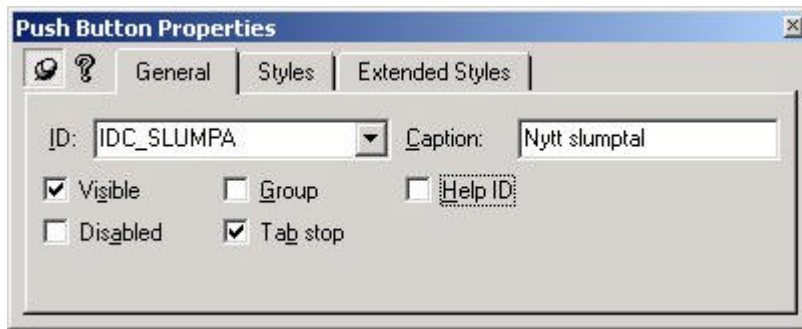 Push Button Properties
General Styles Extended Styles
ID: IDC_SLUMPA Caption: Nytt slumptal
Visible Group Help ID
Disabled Tab stop